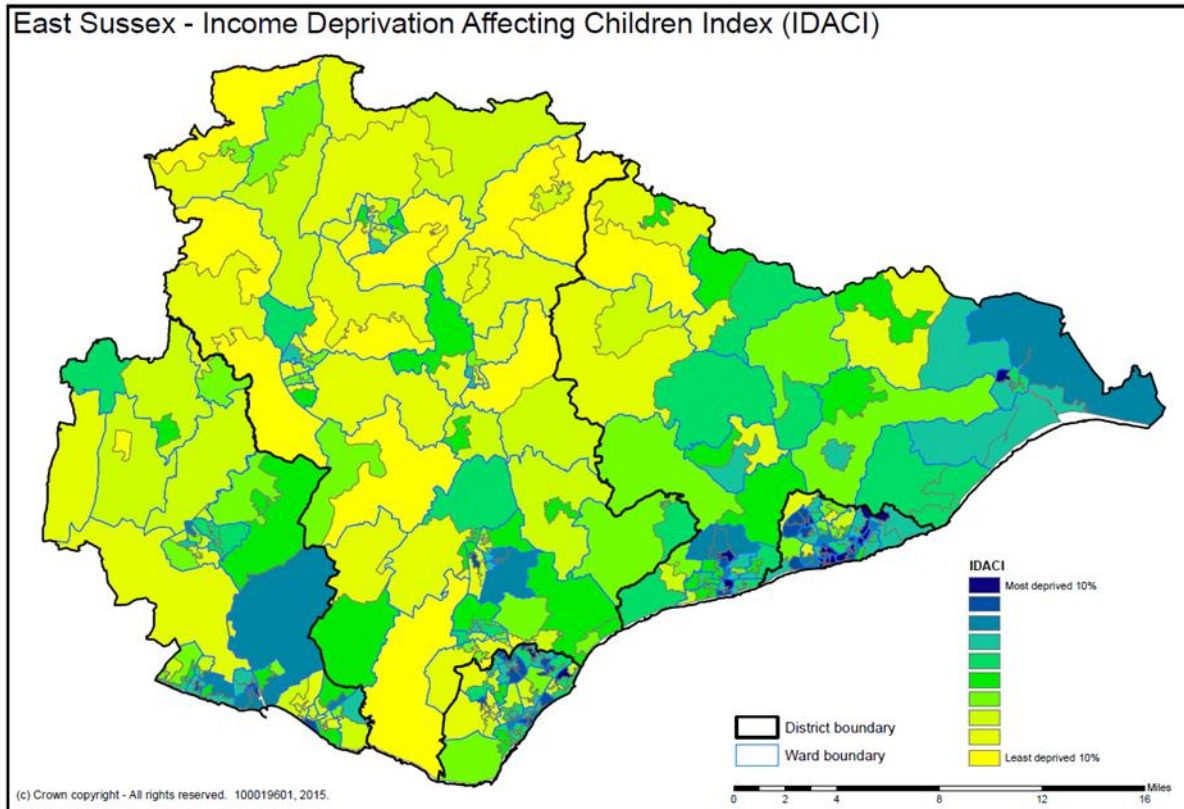 East Sussex - Income Deprivation Affecting Children Index (IDACI)
IDACI
Most deprived 10%
Least deprived 10%
District boundary
Ward boundary
Miles
0 2 4 8 12 16
(c) Crown copyright - All rights reserved. 100019601, 2015.